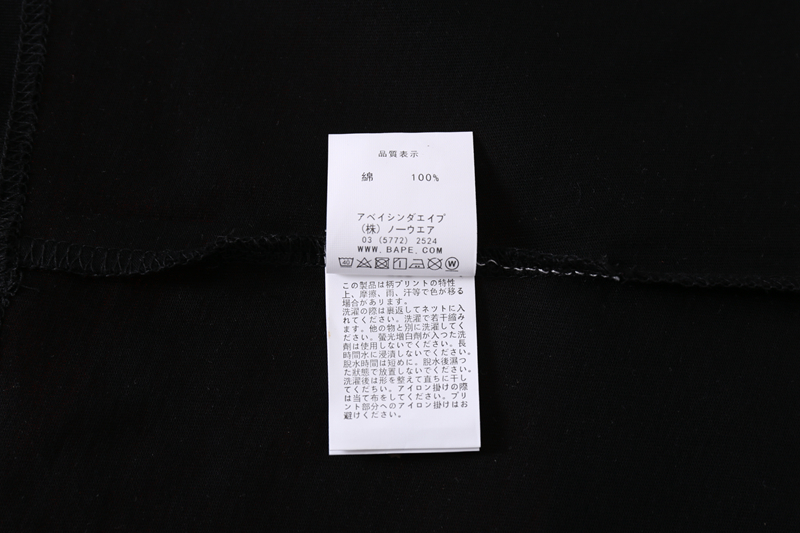 品質表示
綿 100%
アベイシンダエイプ
(株) ノーウエア
03 (5772) 2524
WWW.BAPE.COM
40 W
この製品は柄プリントの特性
上、摩擦、雨、汗等で色が移る
場合があります。
洗濯の際は裏返してネットに入
れてください。洗濯で若干縮み
ます。他の物と別に洗濯してく
ださい。螢光増白剤が入つた洗
剤は使用しないでください。長
時間水に浸漬しないでください。
脱水時間は短めに。脱水後濕つ
た狀態で放置しないでください。
洗濯後は形を整えて直ちに干し
てくだちい。アイロン掛けの際
は当て布をしてください。プリ
ント部分へのアイロン掛けはお
避けください。